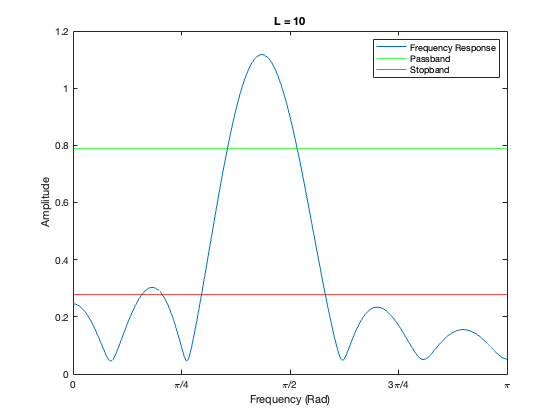 L = 10
Frequency Response
Passband
Stopband
Amplitude
1.2
1
0.8
0.6
0.4
0.2
0
0
π/4
π/2
3π/4
π
Frequency (Rad)